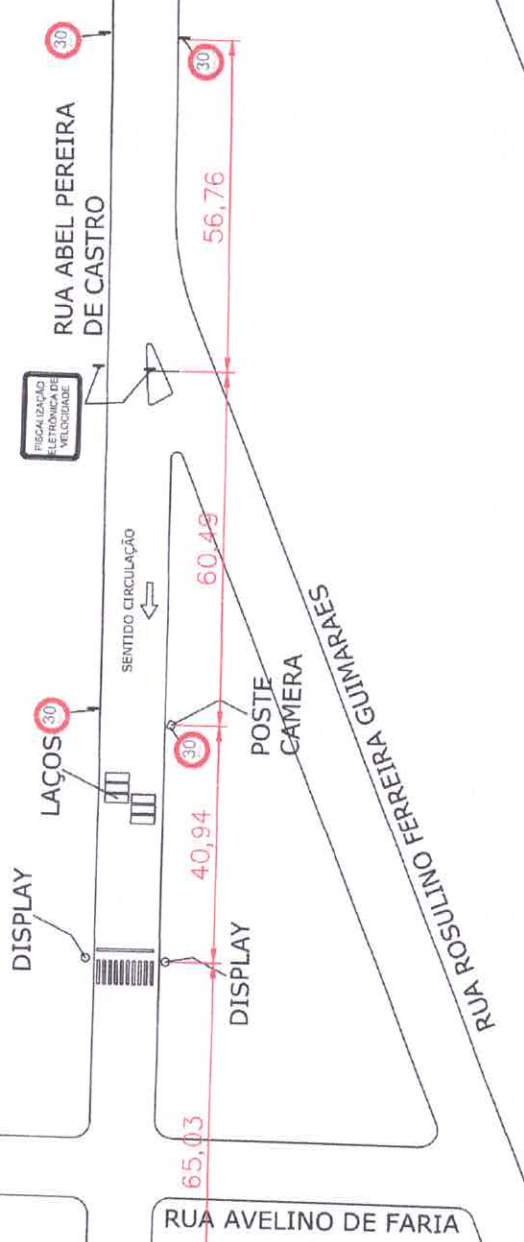 30
30
RUA ABEL PEREIRA
DE CASTRO
56,76
FISCALIZAÇÃO
ELETRÔNICA DE
VELOCIDADE
SENTIDO CIRCULAÇÃO
60,49
30
LAÇOS
30
POSTE
CAMERA
40,94
DISPLAY
DISPLAY
RUA ROSULINO FERREIRA GUIMARAES
65,03
RUA AVELINO DE FARIA